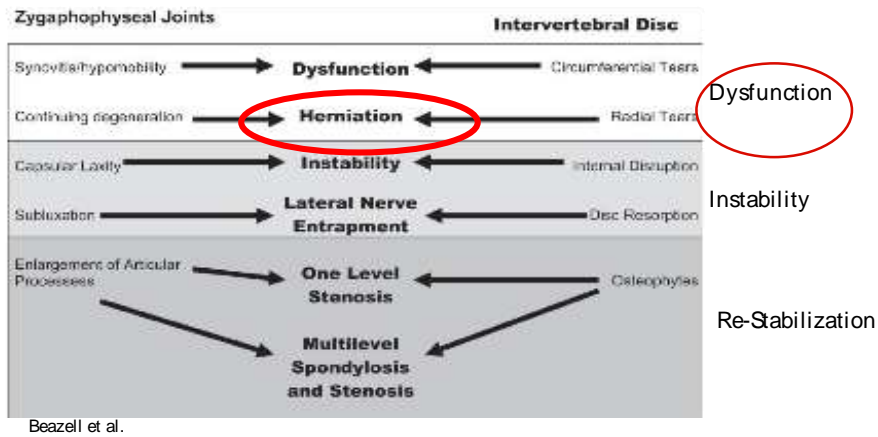 Zygaphophyseal Joints
Intervertebral Disc
Synovitis/hypomobility
Dysfunction
Circumferential Tears
Dysfunction
Continuing degeneration
Herniation
Radial Tears
Capsular Laxity
Instability
Internal Disruption
Instability
Subluxation
Lateral Nerve
Entrapment
Disc Resorption
Enlargement of Articular
Processess
One Level
Stenosis
Osteophytes
Re-Stabilization
Multilevel
Spondylosis
and Stenosis
Beazell et al.